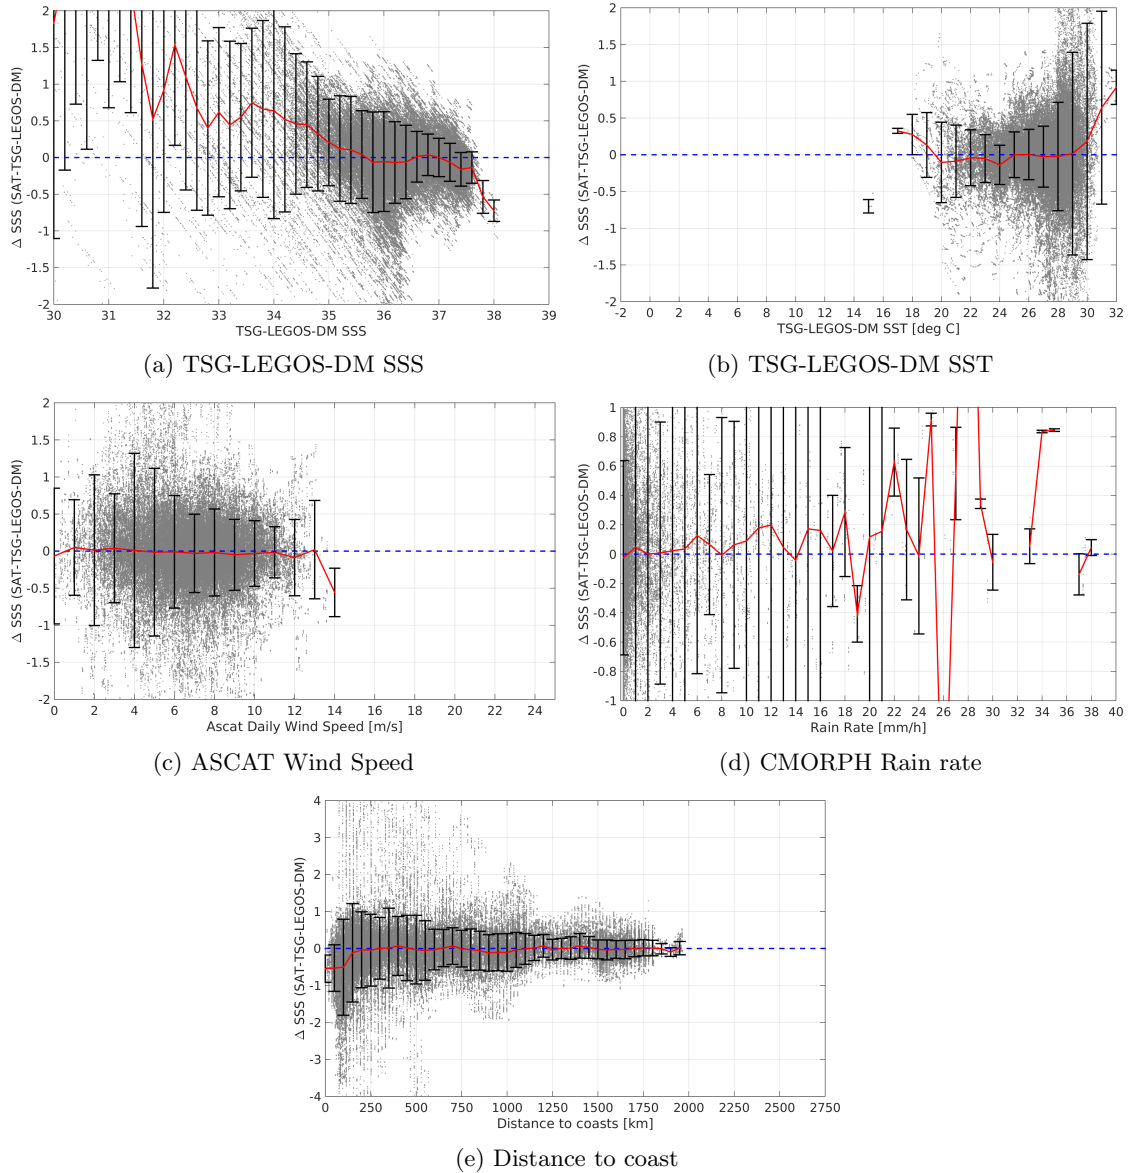 2
1.5
1
0.5
0
-0.5
-1
-1.5
-2
Δ SSS (SAT-TSG-LEGOS-DM)
30 31 32 33 34 35 36 37 38 39
TSG-LEGOS-DM SSS
(a) TSG-LEGOS-DM SSS
2
1.5
1
0.5
0
-0.5
-1
-1.5
-2
Δ SSS (SAT-TSG-LEGOS-DM)
-2 0 2 4 6 8 10 12 14 16 18 20 22 24 26 28 30 32
TSG-LEGOS-DM SST [deg C]
(b) TSG-LEGOS-DM SST
2
1.5
1
0.5
0
-0.5
-1
-1.5
-2
Δ SSS (SAT-TSG-LEGOS-DM)
0 2 4 6 8 10 12 14 16 18 20 22 24
Ascat Daily Wind Speed [m/s]
(c) ASCAT Wind Speed
1
0.8
0.6
0.4
0.2
0
-0.2
-0.4
-0.6
-0.8
-1
Δ SSS (SAT-TSG-LEGOS-DM)
0 2 4 6 8 10 12 14 16 18 20 22 24 26 28 30 32 34 36 38 40
Rain Rate [mm/h]
(d) CMORPH Rain rate
4
3
2
1
0
-1
-2
-3
-4
Δ SSS (SAT-TSG-LEGOS-DM)
0 250 500 750 1000 1250 1500 1750 2000 2250 2500 2750
Distance to coasts [km]
(e) Distance to coast